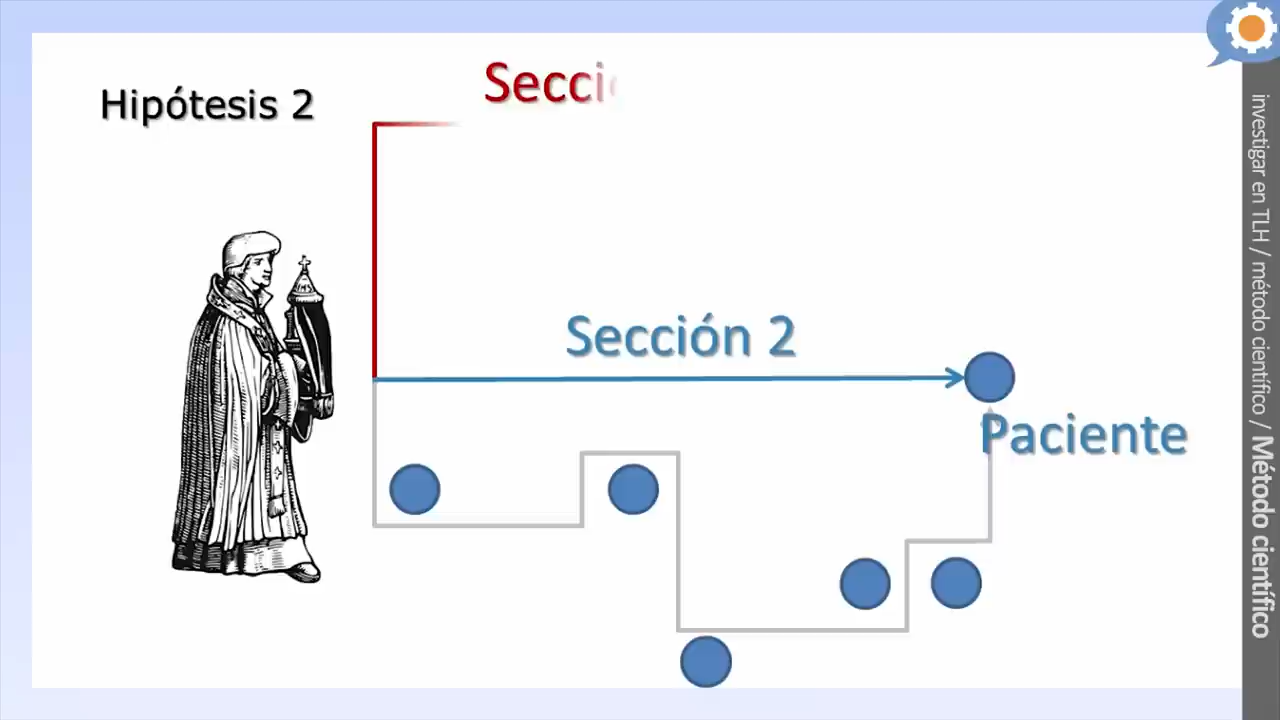 Hipótesis 2
Secci
Sección 2
Paciente
investigar en TLH / método científico / Método científico